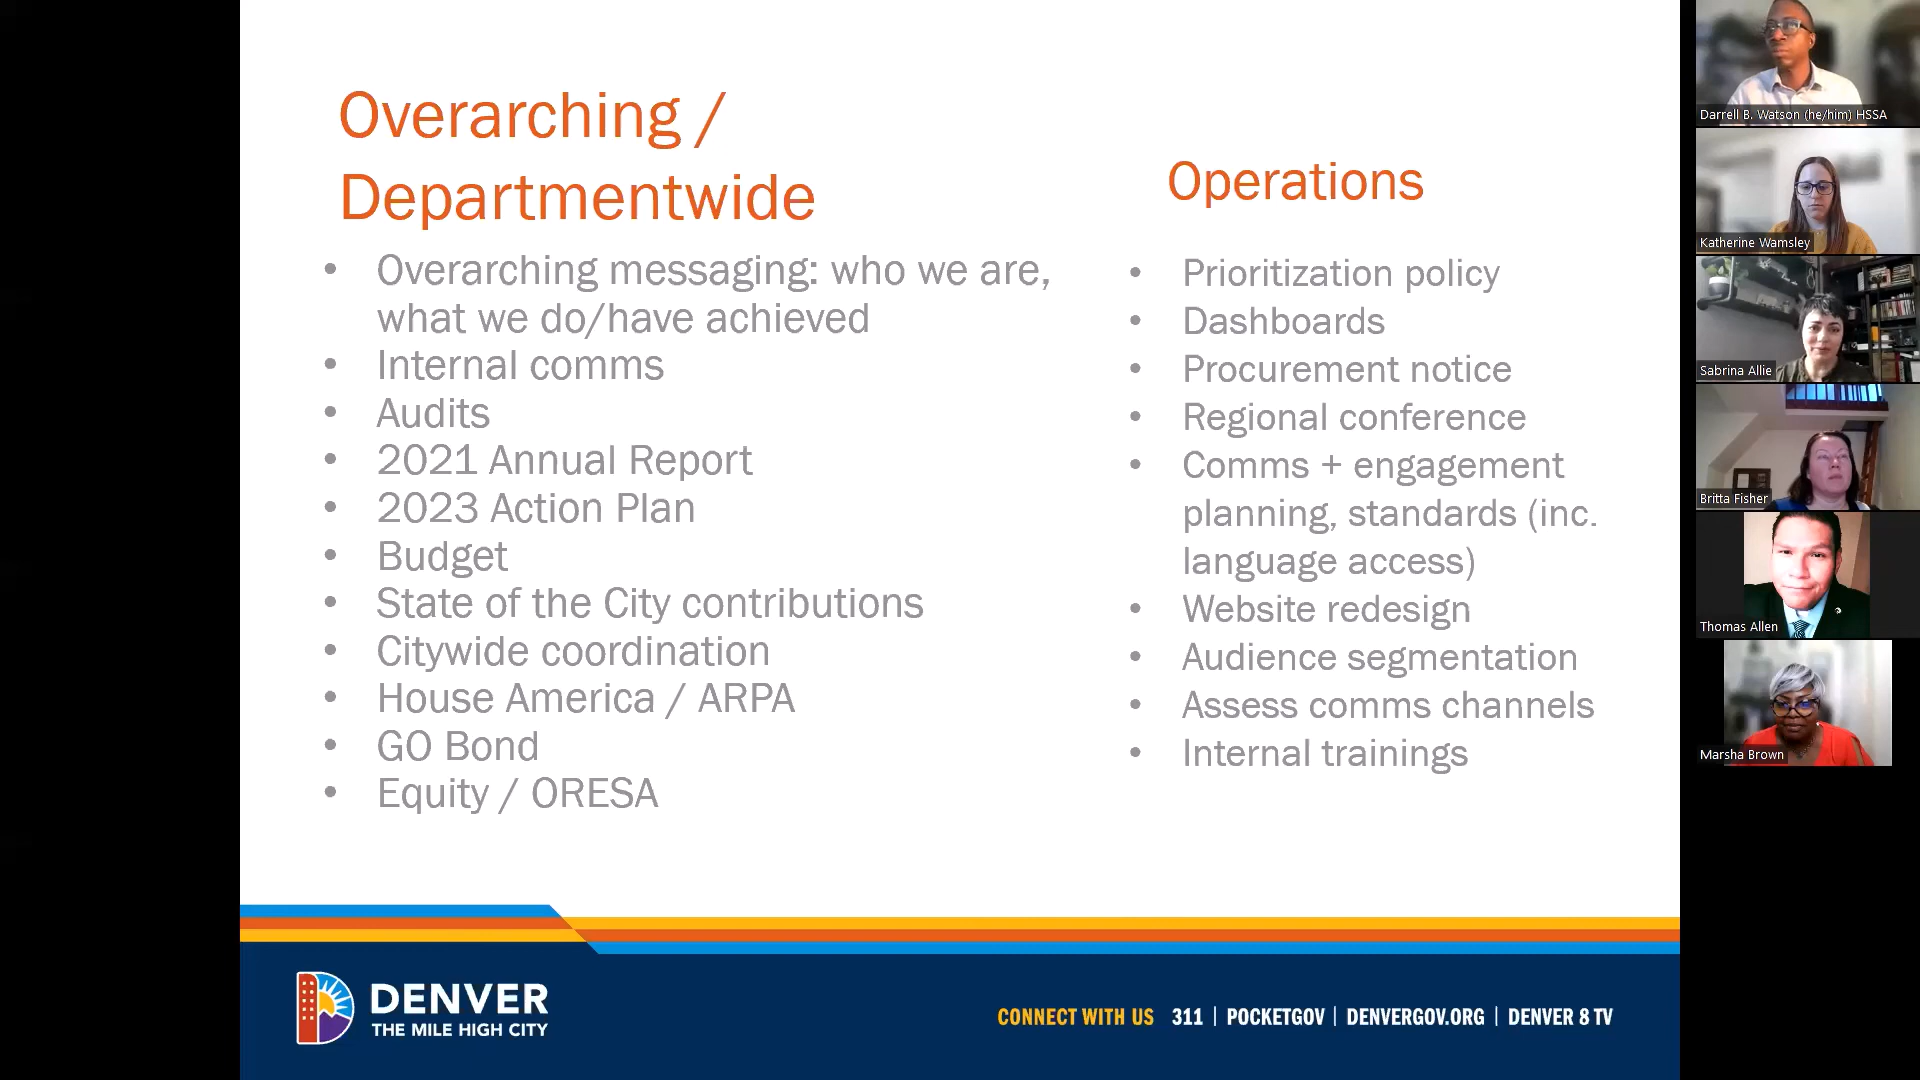 Overarching /
Departmentwide
• Overarching messaging: who we are,
what we do/have achieved
• Internal comms
• Audits
• 2021 Annual Report
• 2023 Action Plan
• Budget
• State of the City contributions
• Citywide coordination
• House America / ARPA
• GO Bond
• Equity / ORESA
Operations
• Prioritization policy
• Dashboards
• Procurement notice
• Regional conference
• Comms + engagement
planning, standards (inc.
language access)
• Website redesign
• Audience segmentation
• Assess comms channels
• Internal trainings
DENVER
THE MILE HIGH CITY
CONNECT WITH US 311 | POCKETGOV | DENVERGOV.ORG | DENVER 8 TV
Darrell B. Watson (he/him) HSSA
Katherine Wamsley
Sabrina Allie
Britta Fisher
Thomas Allen
Marsha Brown